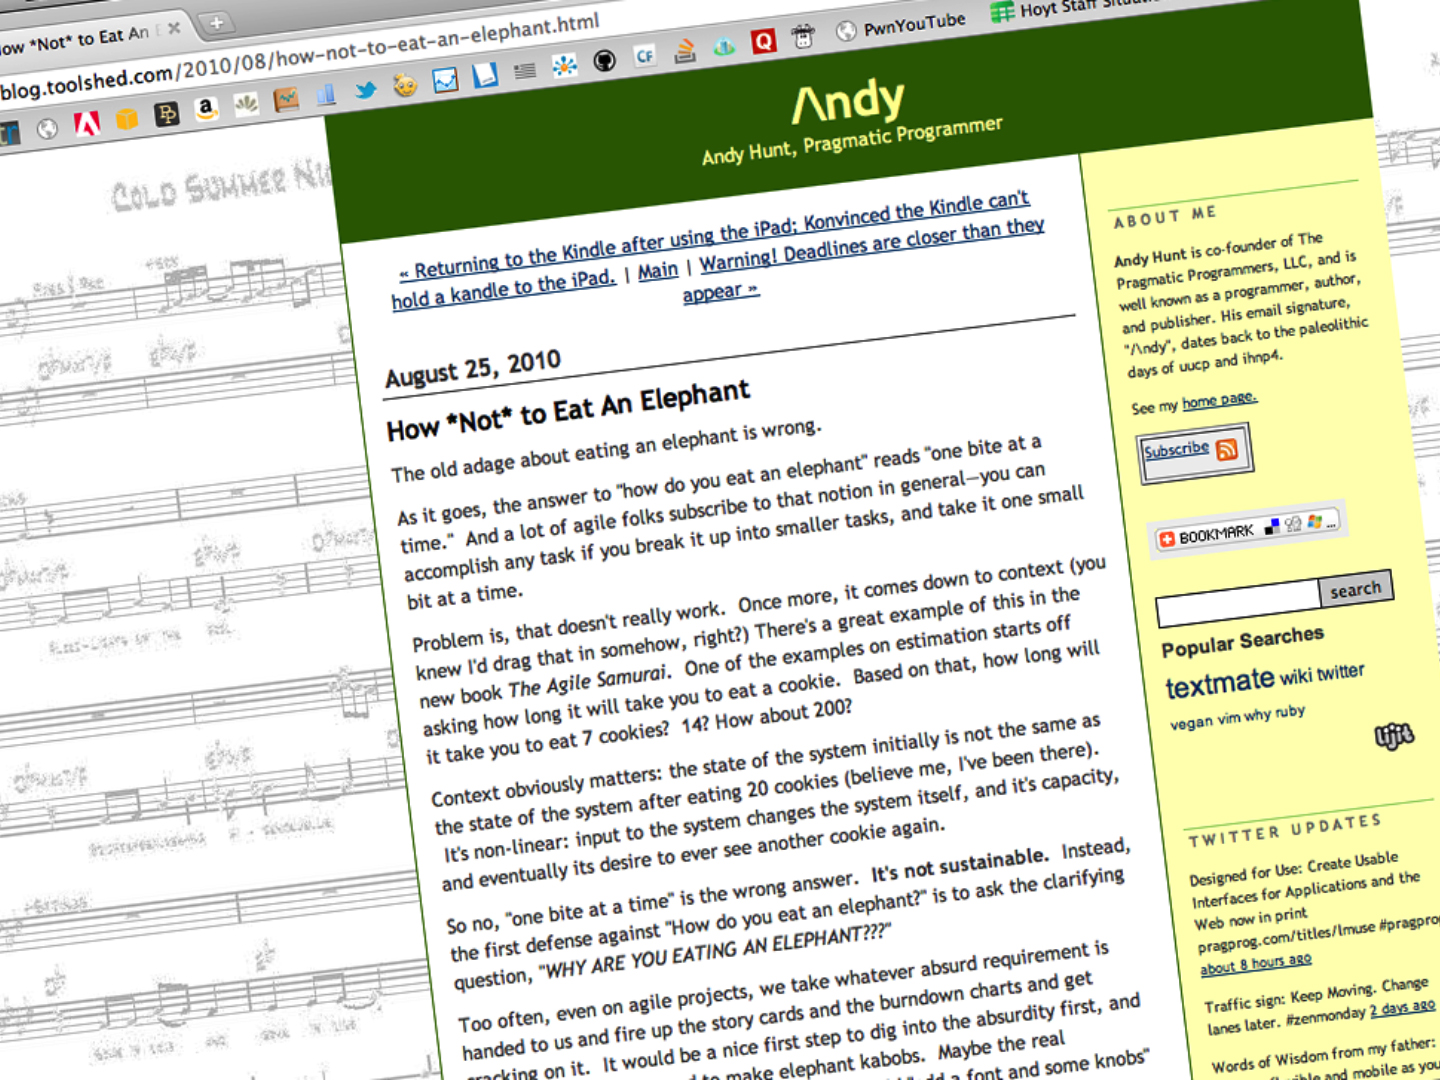 How *Not* to Eat An E
blog.toolshed.com/2010/08/how-not-to-eat-an-elephant.html
PwnYouTube
Hoyt Staff
COLD SUMMER
Andy
Andy Hunt, Pragmatic Programmer
« Returning to the Kindle after using the iPad: Konvinced the Kindle can't
hold a kandle to the iPad. | Main | Warning! Deadlines are closer than they
appear »
August 25, 2010
How *Not* to Eat An Elephant
The old adage about eating an elephant is wrong.
As it goes, the answer to "how do you eat an elephant" reads "one bite at a
time." And a lot of agile folks subscribe to that notion in general—you can
accomplish any task if you break it up into smaller tasks, and take it one small
bit at a time.
Problem is, that doesn't really work. Once more, it comes down to context (you
knew I'd drag that in somehow, right?) There's a great example of this in the
new book The Agile Samurai. One of the examples on estimation starts off
asking how long it will take you to eat a cookie. Based on that, how long will
it take you to eat 7 cookies? 14? How about 200?
Context obviously matters: the state of the system initially is not the same as
the state of the system after eating 20 cookies (believe me, I've been there).
It's non-linear: input to the system changes the system itself, and it's capacity,
and eventually its desire to ever see another cookie again.
So no, "one bite at a time" is the wrong answer. It's not sustainable. Instead,
the first defense against "How do you eat an elephant?" is to ask the clarifying
question, "WHY ARE YOU EATING AN ELEPHANT???"
Too often, even on agile projects, we take whatever absurd requirement is
handed to us and fire up the story cards and the burndown charts and get
cracking on it. It would be a nice first step to dig into the absurdity first, and
to make elephant kabobs. Maybe the real
a font and some knobs"
ABOUT ME
Andy Hunt is co-founder of The
Pragmatic Programmers, LLC, and is
well known as a programmer, author,
and publisher. His email signature,
"/\ndy", dates back to the paleolithic
days of uucp and ihnp4.
See my home page.
Subscribe
BOOKMARK ...
search
Popular Searches
textmate wiki twitter
vegan vim why ruby
lijit
TWITTER UPDATES
Designed for Use: Create Usable
Interfaces for Applications and the
Web now in print
pragprog.com/titles/lmuse #pragprog
about 8 hours ago
Traffic sign: Keep Moving. Change
lanes later. #zenmonday 2 days ago
Words of Wisdom from my father:
and mobile as you